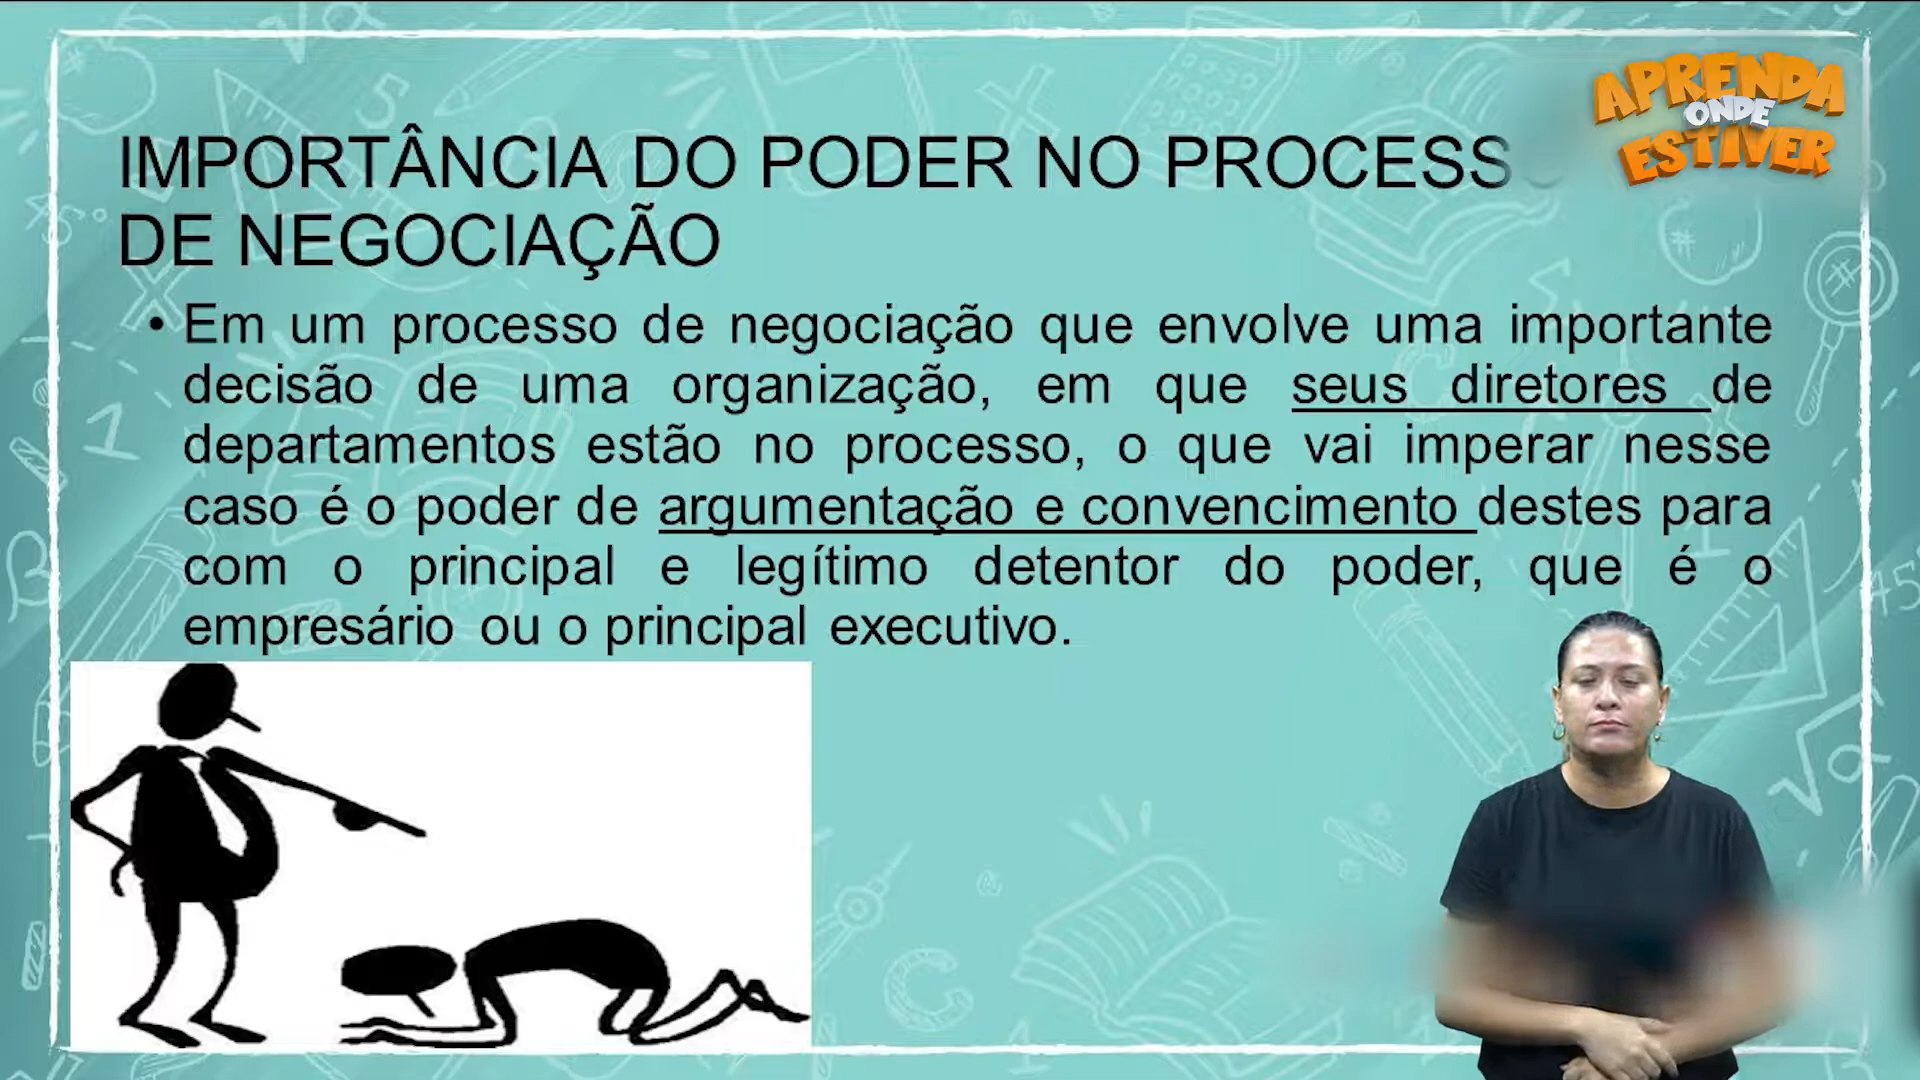 APRENDA
ONDE
ESTIVER
IMPORTÂNCIA DO PODER NO PROCESSO
DE NEGOCIAÇÃO
• Em um processo de negociação que envolve uma importante
decisão de uma organização, em que seus diretores de
departamentos estão no processo, o que vai imperar nesse
caso é o poder de argumentação e convencimento destes para
com o principal e legítimo detentor do poder, que é o
empresário ou o principal executivo.